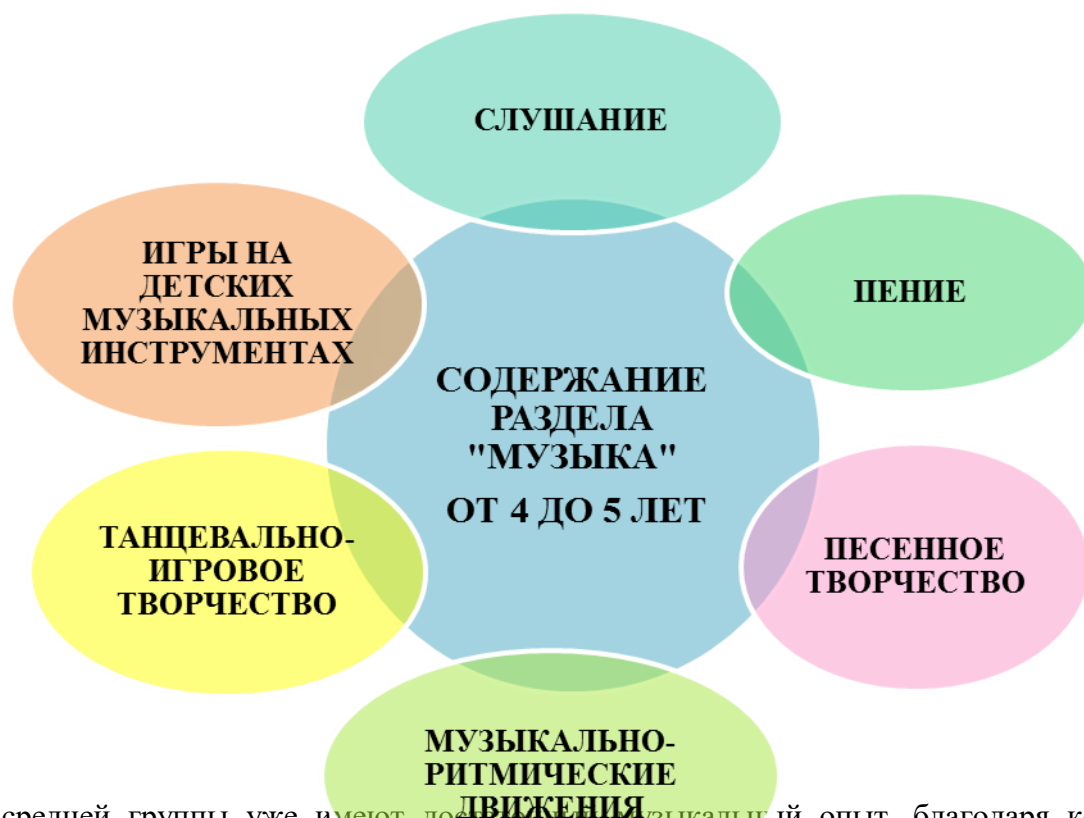 СЛУШАНИЕ
ПЕНИЕ
ПЕСЕННОЕ
ТВОРЧЕСТВО
МУЗЫКАЛЬНО-
РИТМИЧЕСКИЕ
ДВИЖЕНИЯ
ТАНЦЕВАЛЬНО-
ИГРОВОЕ
ТВОРЧЕСТВО
ИГРЫ НА
ДЕТСКИХ
МУЗЫКАЛЬНЫХ
ИНСТРУМЕНТАХ
СОДЕРЖАНИЕ
РАЗДЕЛА
"МУЗЫКА"
ОТ 4 ДО 5 ЛЕТ
средней группы уже имеют опыт, благодаря